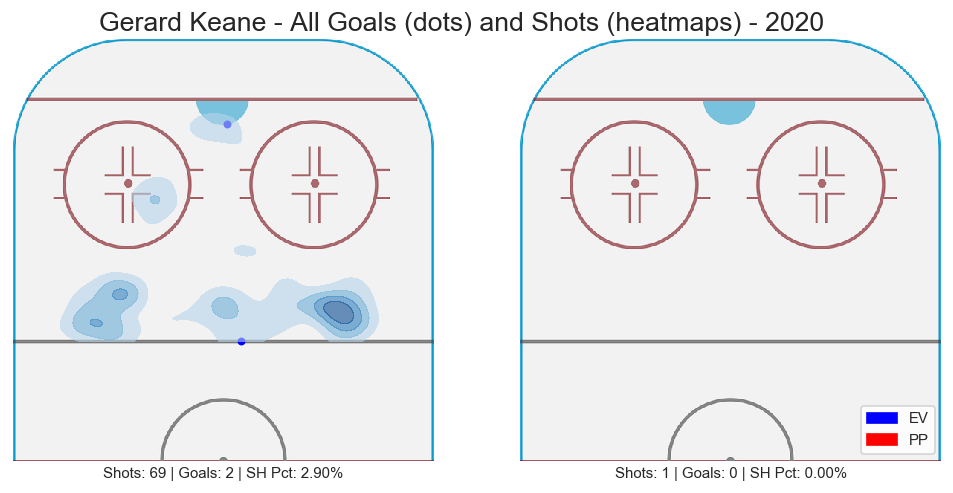 Gerard Keane - All Goals (dots) and Shots (heatmaps) - 2020
EV
PP
Shots: 69 | Goals: 2 | SH Pct: 2.90%
Shots: 1 | Goals: 0 | SH Pct: 0.00%